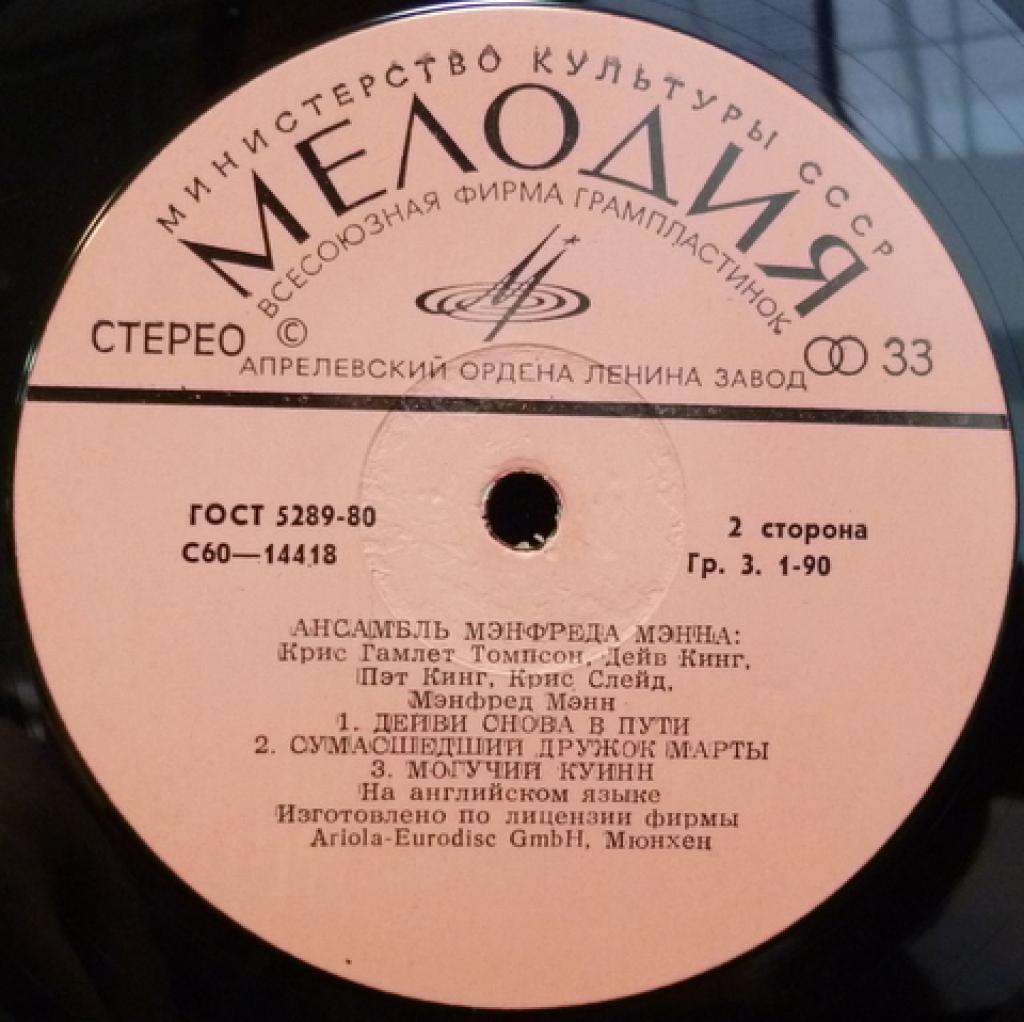 МИНИСТЕРСТВО КУЛЬТУРЫ СССР
МЕЛОДИЯ
ВСЕСОЮЗНАЯ ФИРМА ГРАМПЛАСТИНОК
СТЕРЕО © 33
АПРЕЛЕВСКИЙ ОРДЕНА ЛЕНИНА ЗАВОД
ГОСТ 5289-80
С60—14418
2 сторона
Гр. 3. 1-90
АНСАМБЛЬ МЭНФРЕДА МЭННА:
Крис Гамлет Томпсон, Дейв Кинг,
Пэт Кинг, Крис Слейд,
Мэнфред Мэнн
1. ДЕЙВИ СНОВА В ПУТИ
2. СУМАСШЕДШИЙ ДРУЖОК МАРТЫ
3. МОГУЧИЙ КУИНН
На английском языке
Изготовлено по лицензии фирмы
Ariola-Eurodisc GmbH, Мюнхен